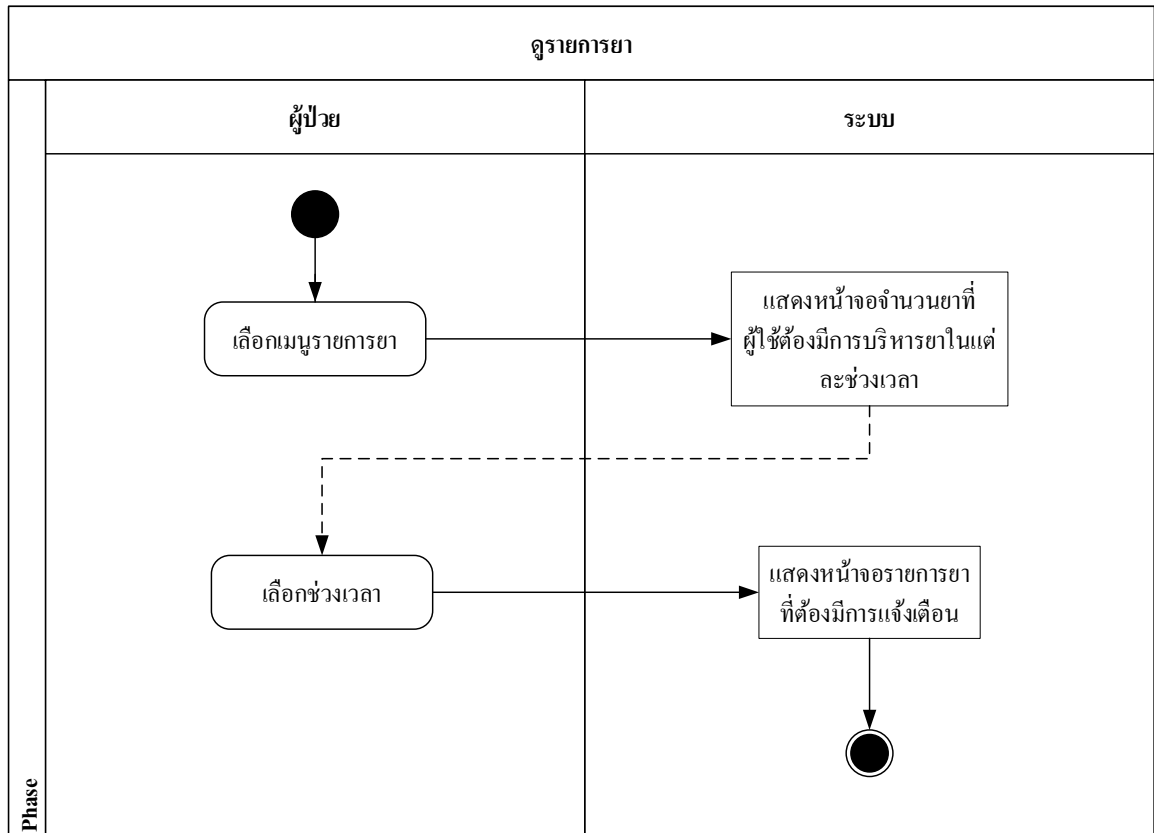 ดูรายการยา
ผู้ป่วย
ระบบ
เลือกเมนูรายการยา
แสดงหน้าจอจำนวนยาที่
ผู้ใช้ต้องมีการบริหารยาในแต่
ละช่วงเวลา
เลือกช่วงเวลา
แสดงหน้าจอรายการยา
ที่ต้องมีการแจ้งเตือน
Phase